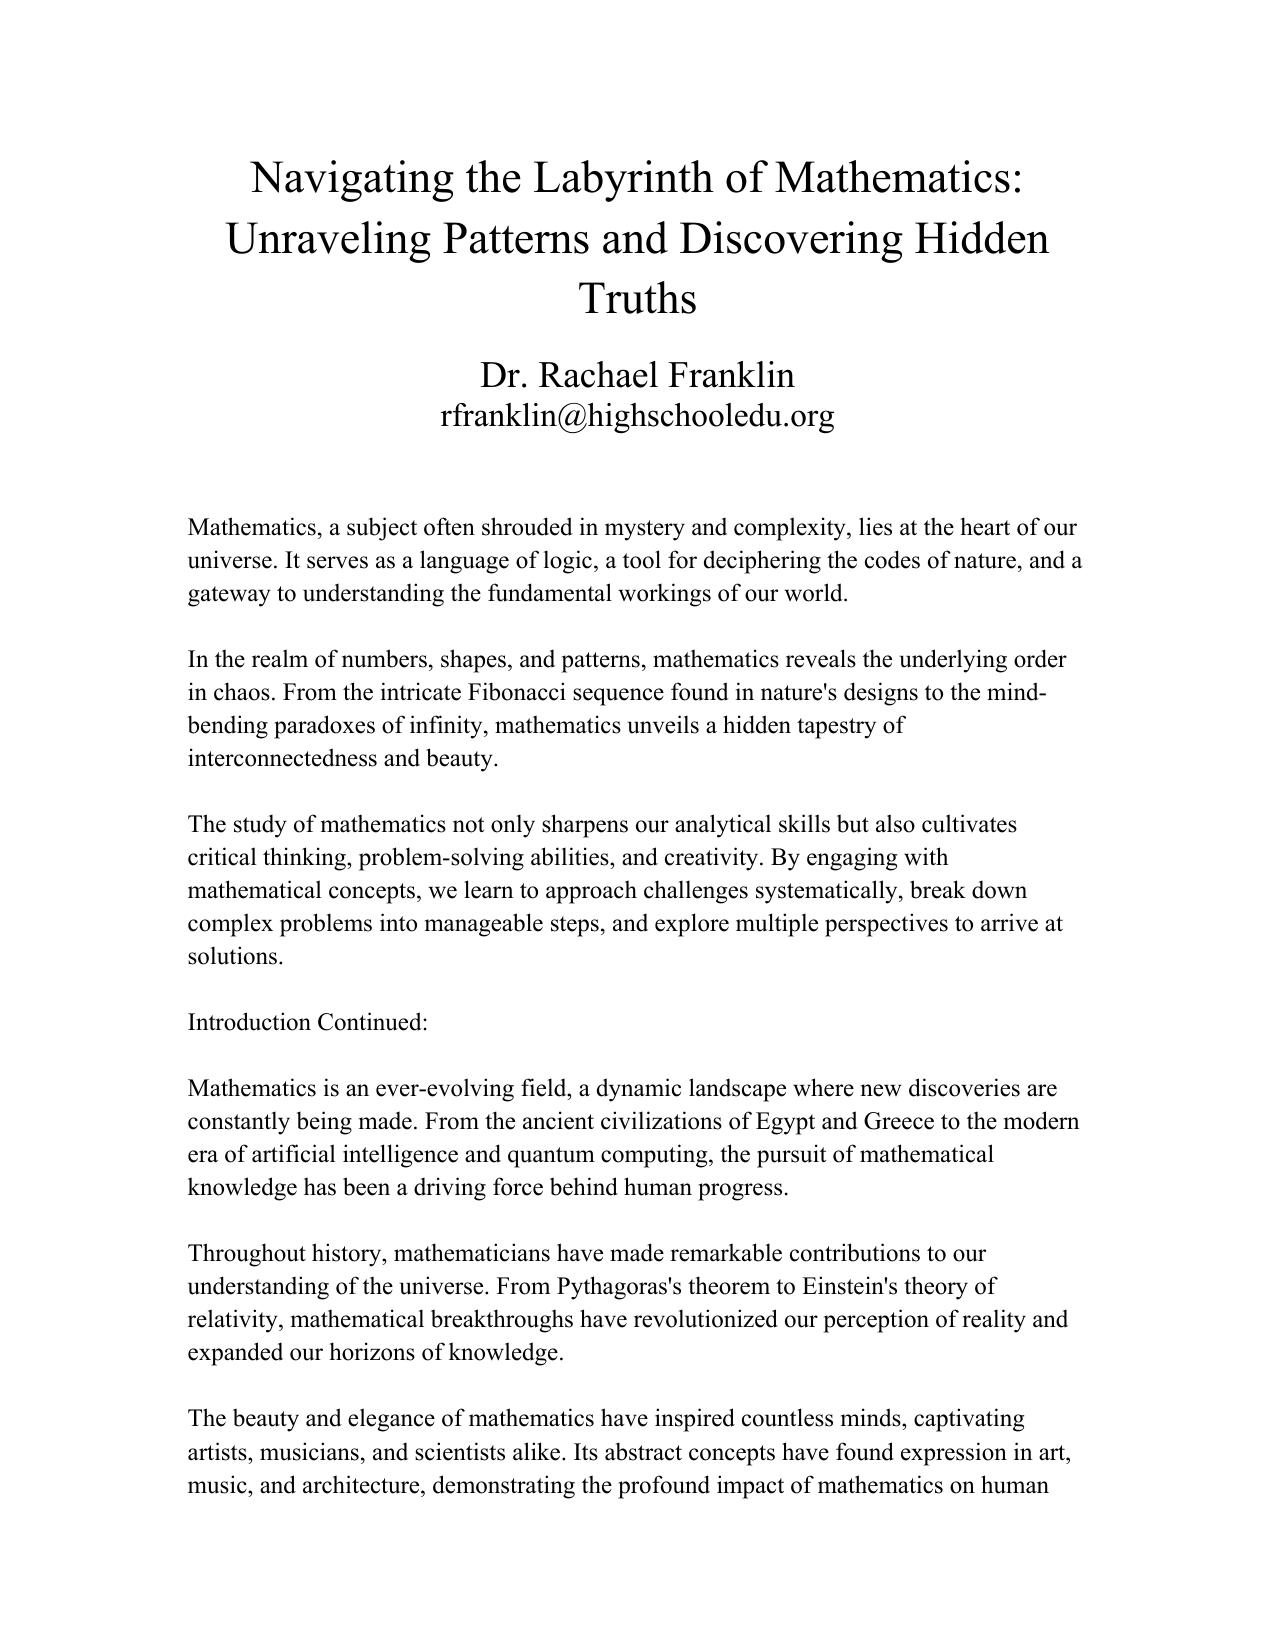 Navigating the Labyrinth of Mathematics:
Unraveling Patterns and Discovering Hidden
Truths
Dr. Rachael Franklin
rfranklin@highschooledu.org
Mathematics, a subject often shrouded in mystery and complexity, lies at the heart of our
universe. It serves as a language of logic, a tool for deciphering the codes of nature, and a
gateway to understanding the fundamental workings of our world.
In the realm of numbers, shapes, and patterns, mathematics reveals the underlying order
in chaos. From the intricate Fibonacci sequence found in nature's designs to the mind-
bending paradoxes of infinity, mathematics unveils a hidden tapestry of
interconnectedness and beauty.
The study of mathematics not only sharpens our analytical skills but also cultivates
critical thinking, problem-solving abilities, and creativity. By engaging with
mathematical concepts, we learn to approach challenges systematically, break down
complex problems into manageable steps, and explore multiple perspectives to arrive at
solutions.
Introduction Continued:
Mathematics is an ever-evolving field, a dynamic landscape where new discoveries are
constantly being made. From the ancient civilizations of Egypt and Greece to the modern
era of artificial intelligence and quantum computing, the pursuit of mathematical
knowledge has been a driving force behind human progress.
Throughout history, mathematicians have made remarkable contributions to our
understanding of the universe. From Pythagoras's theorem to Einstein's theory of
relativity, mathematical breakthroughs have revolutionized our perception of reality and
expanded our horizons of knowledge.
The beauty and elegance of mathematics have inspired countless minds, captivating
artists, musicians, and scientists alike. Its abstract concepts have found expression in art,
music, and architecture, demonstrating the profound impact of mathematics on human